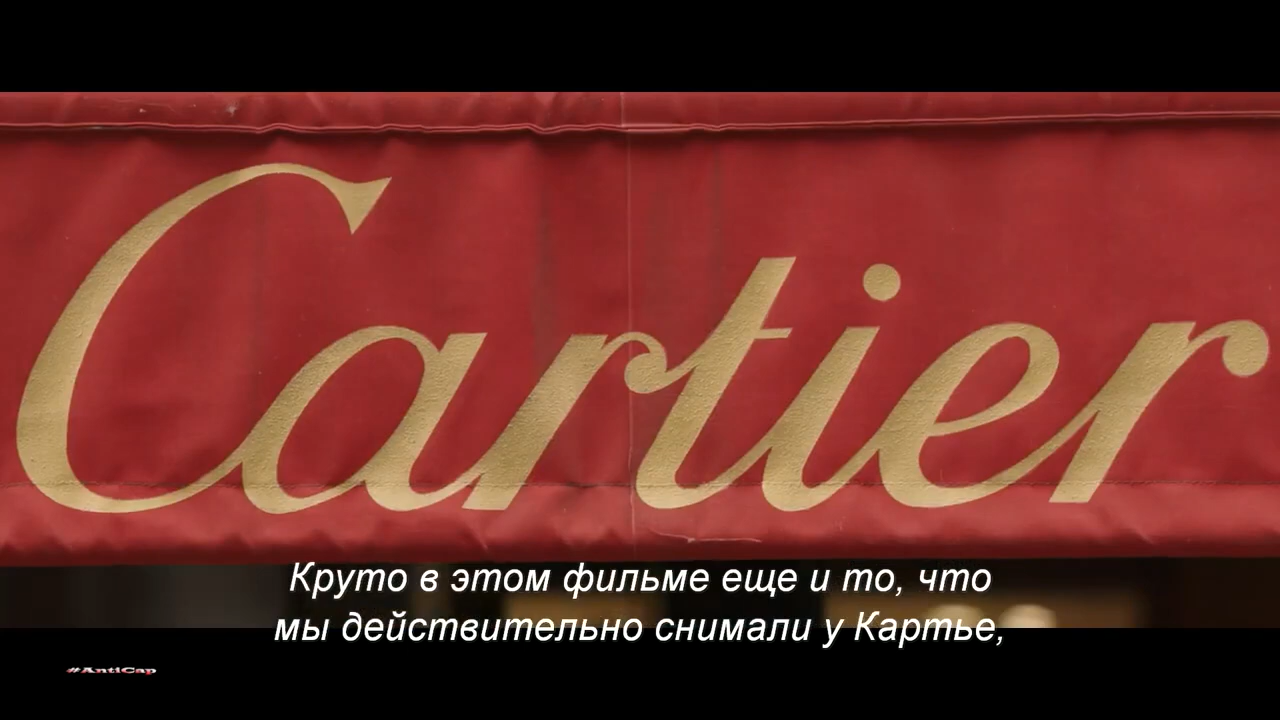 Cartier
Круто в этом фильме еще и то, что
мы действительно снимали у Картье,
#AntiCap